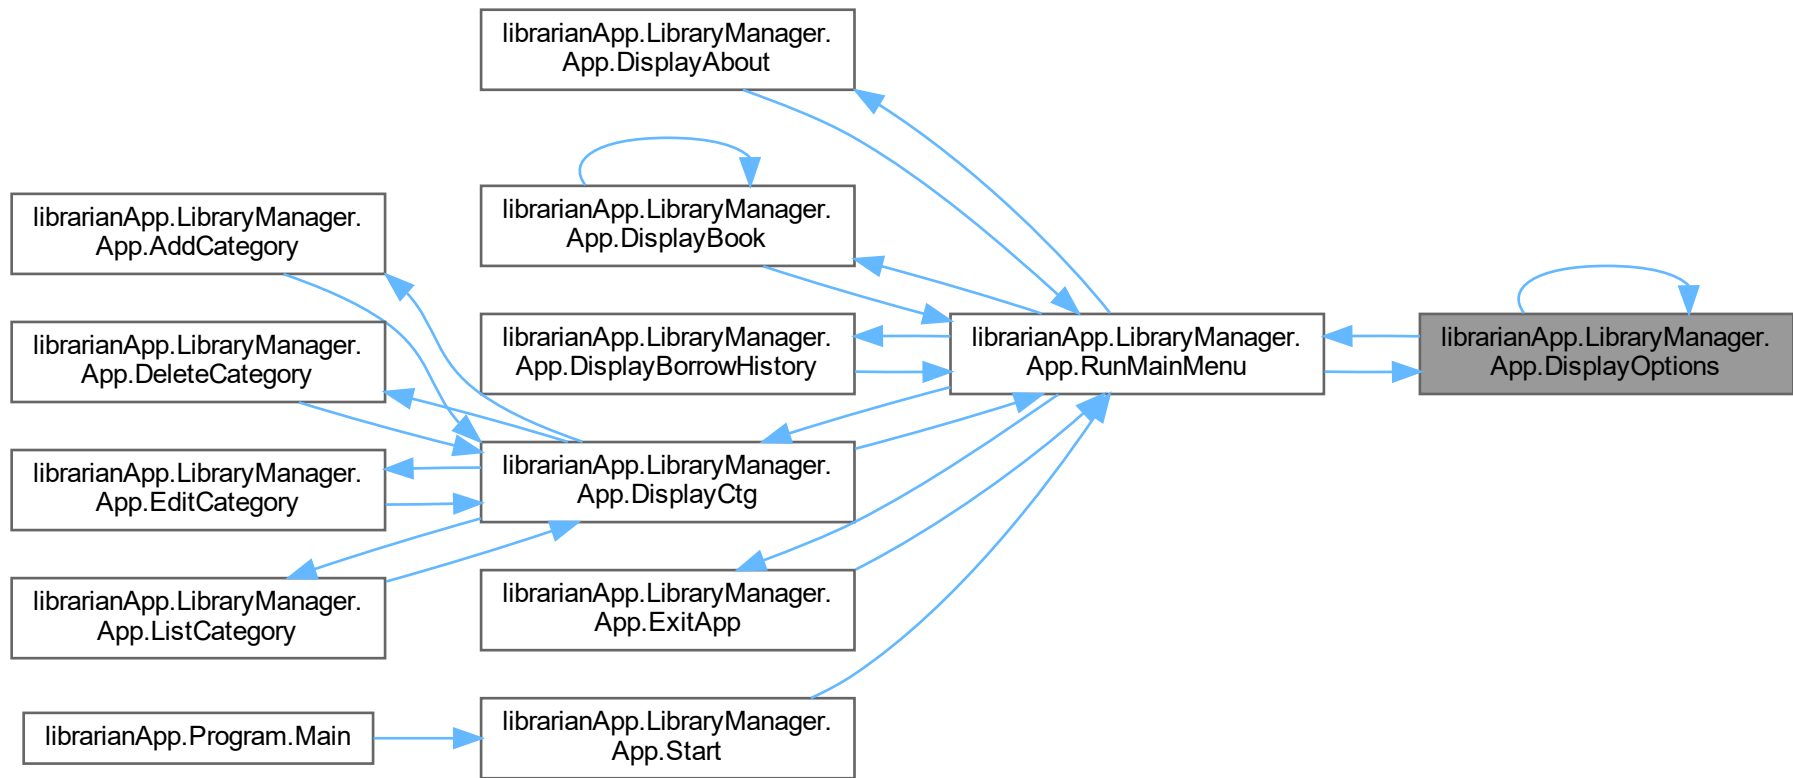 librarianApp.LibraryManager.
App.DisplayAbout
librarianApp.LibraryManager.
App.DisplayBook
librarianApp.LibraryManager.
App.AddCategory
librarianApp.LibraryManager.
App.DeleteCategory
librarianApp.LibraryManager.
App.DisplayBorrowHistory
librarianApp.LibraryManager.
App.RunMainMenu
librarianApp.LibraryManager.
App.DisplayOptions
librarianApp.LibraryManager.
App.EditCategory
librarianApp.LibraryManager.
App.DisplayCtg
librarianApp.LibraryManager.
App.ListCategory
librarianApp.LibraryManager.
App.ExitApp
librarianApp.Program.Main
librarianApp.LibraryManager.
App.Start